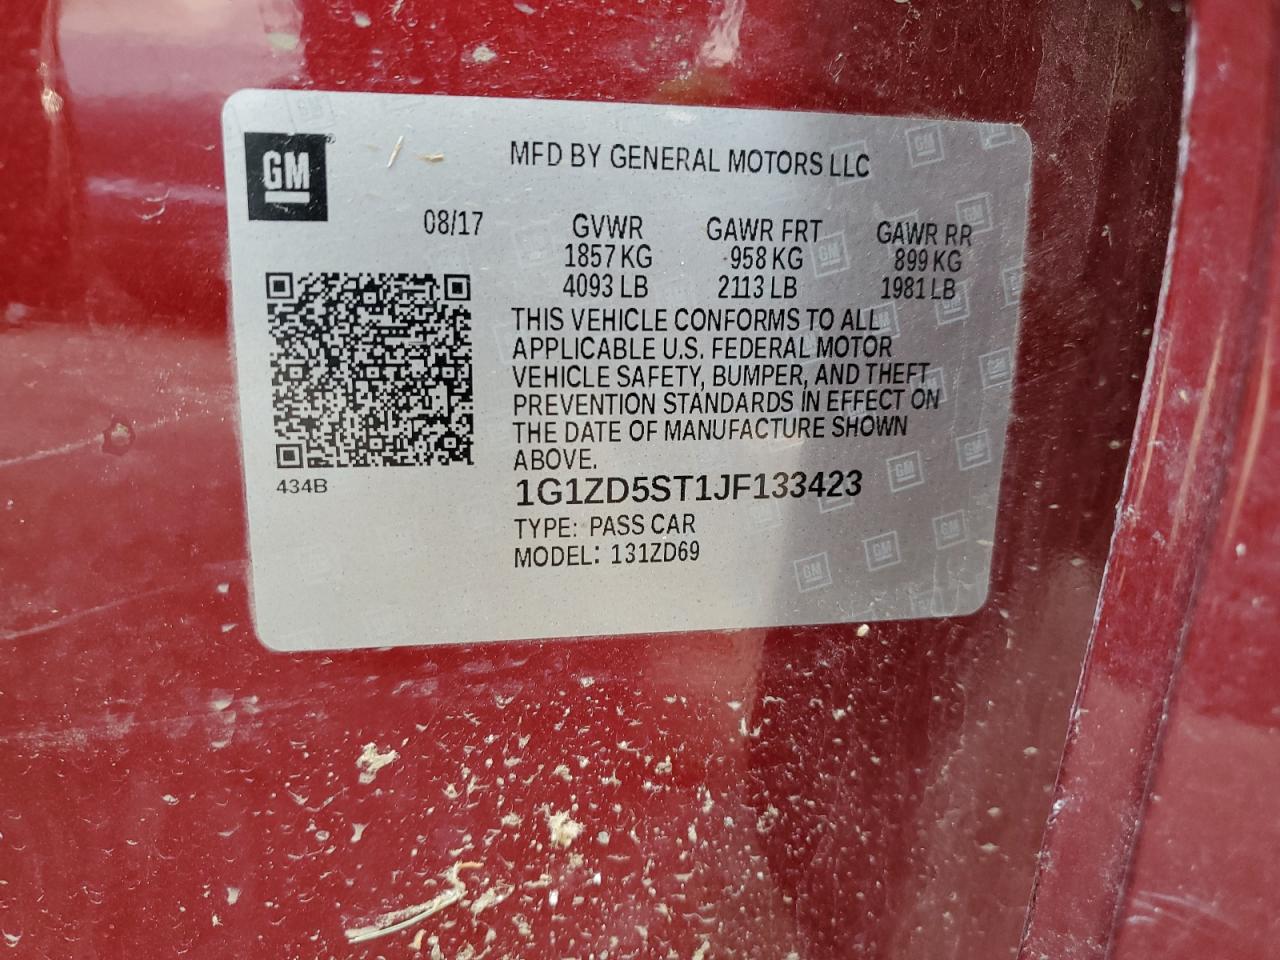 GM
MFD BY GENERAL MOTORS LLC
08/17
GVWR GAWR FRT GAWR RR
1857 KG 958 KG 899 KG
4093 LB 2113 LB 1981 LB
THIS VEHICLE CONFORMS TO ALL
APPLICABLE U.S. FEDERAL MOTOR
VEHICLE SAFETY, BUMPER, AND THEFT
PREVENTION STANDARDS IN EFFECT ON
THE DATE OF MANUFACTURE SHOWN
ABOVE.
434B
1G1ZD5ST1JF133423
TYPE: PASS CAR
MODEL: 131ZD69